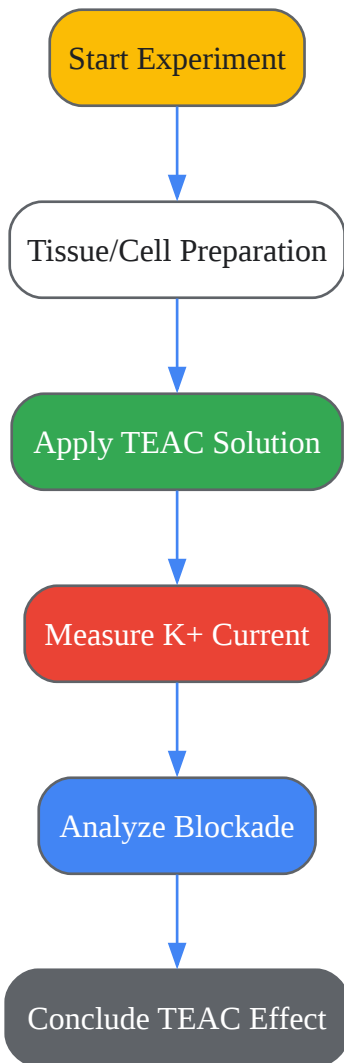 Start Experiment
Tissue/Cell Preparation
Apply TEAC Solution
Measure K+ Current
Analyze Blockade
Conclude TEAC Effect